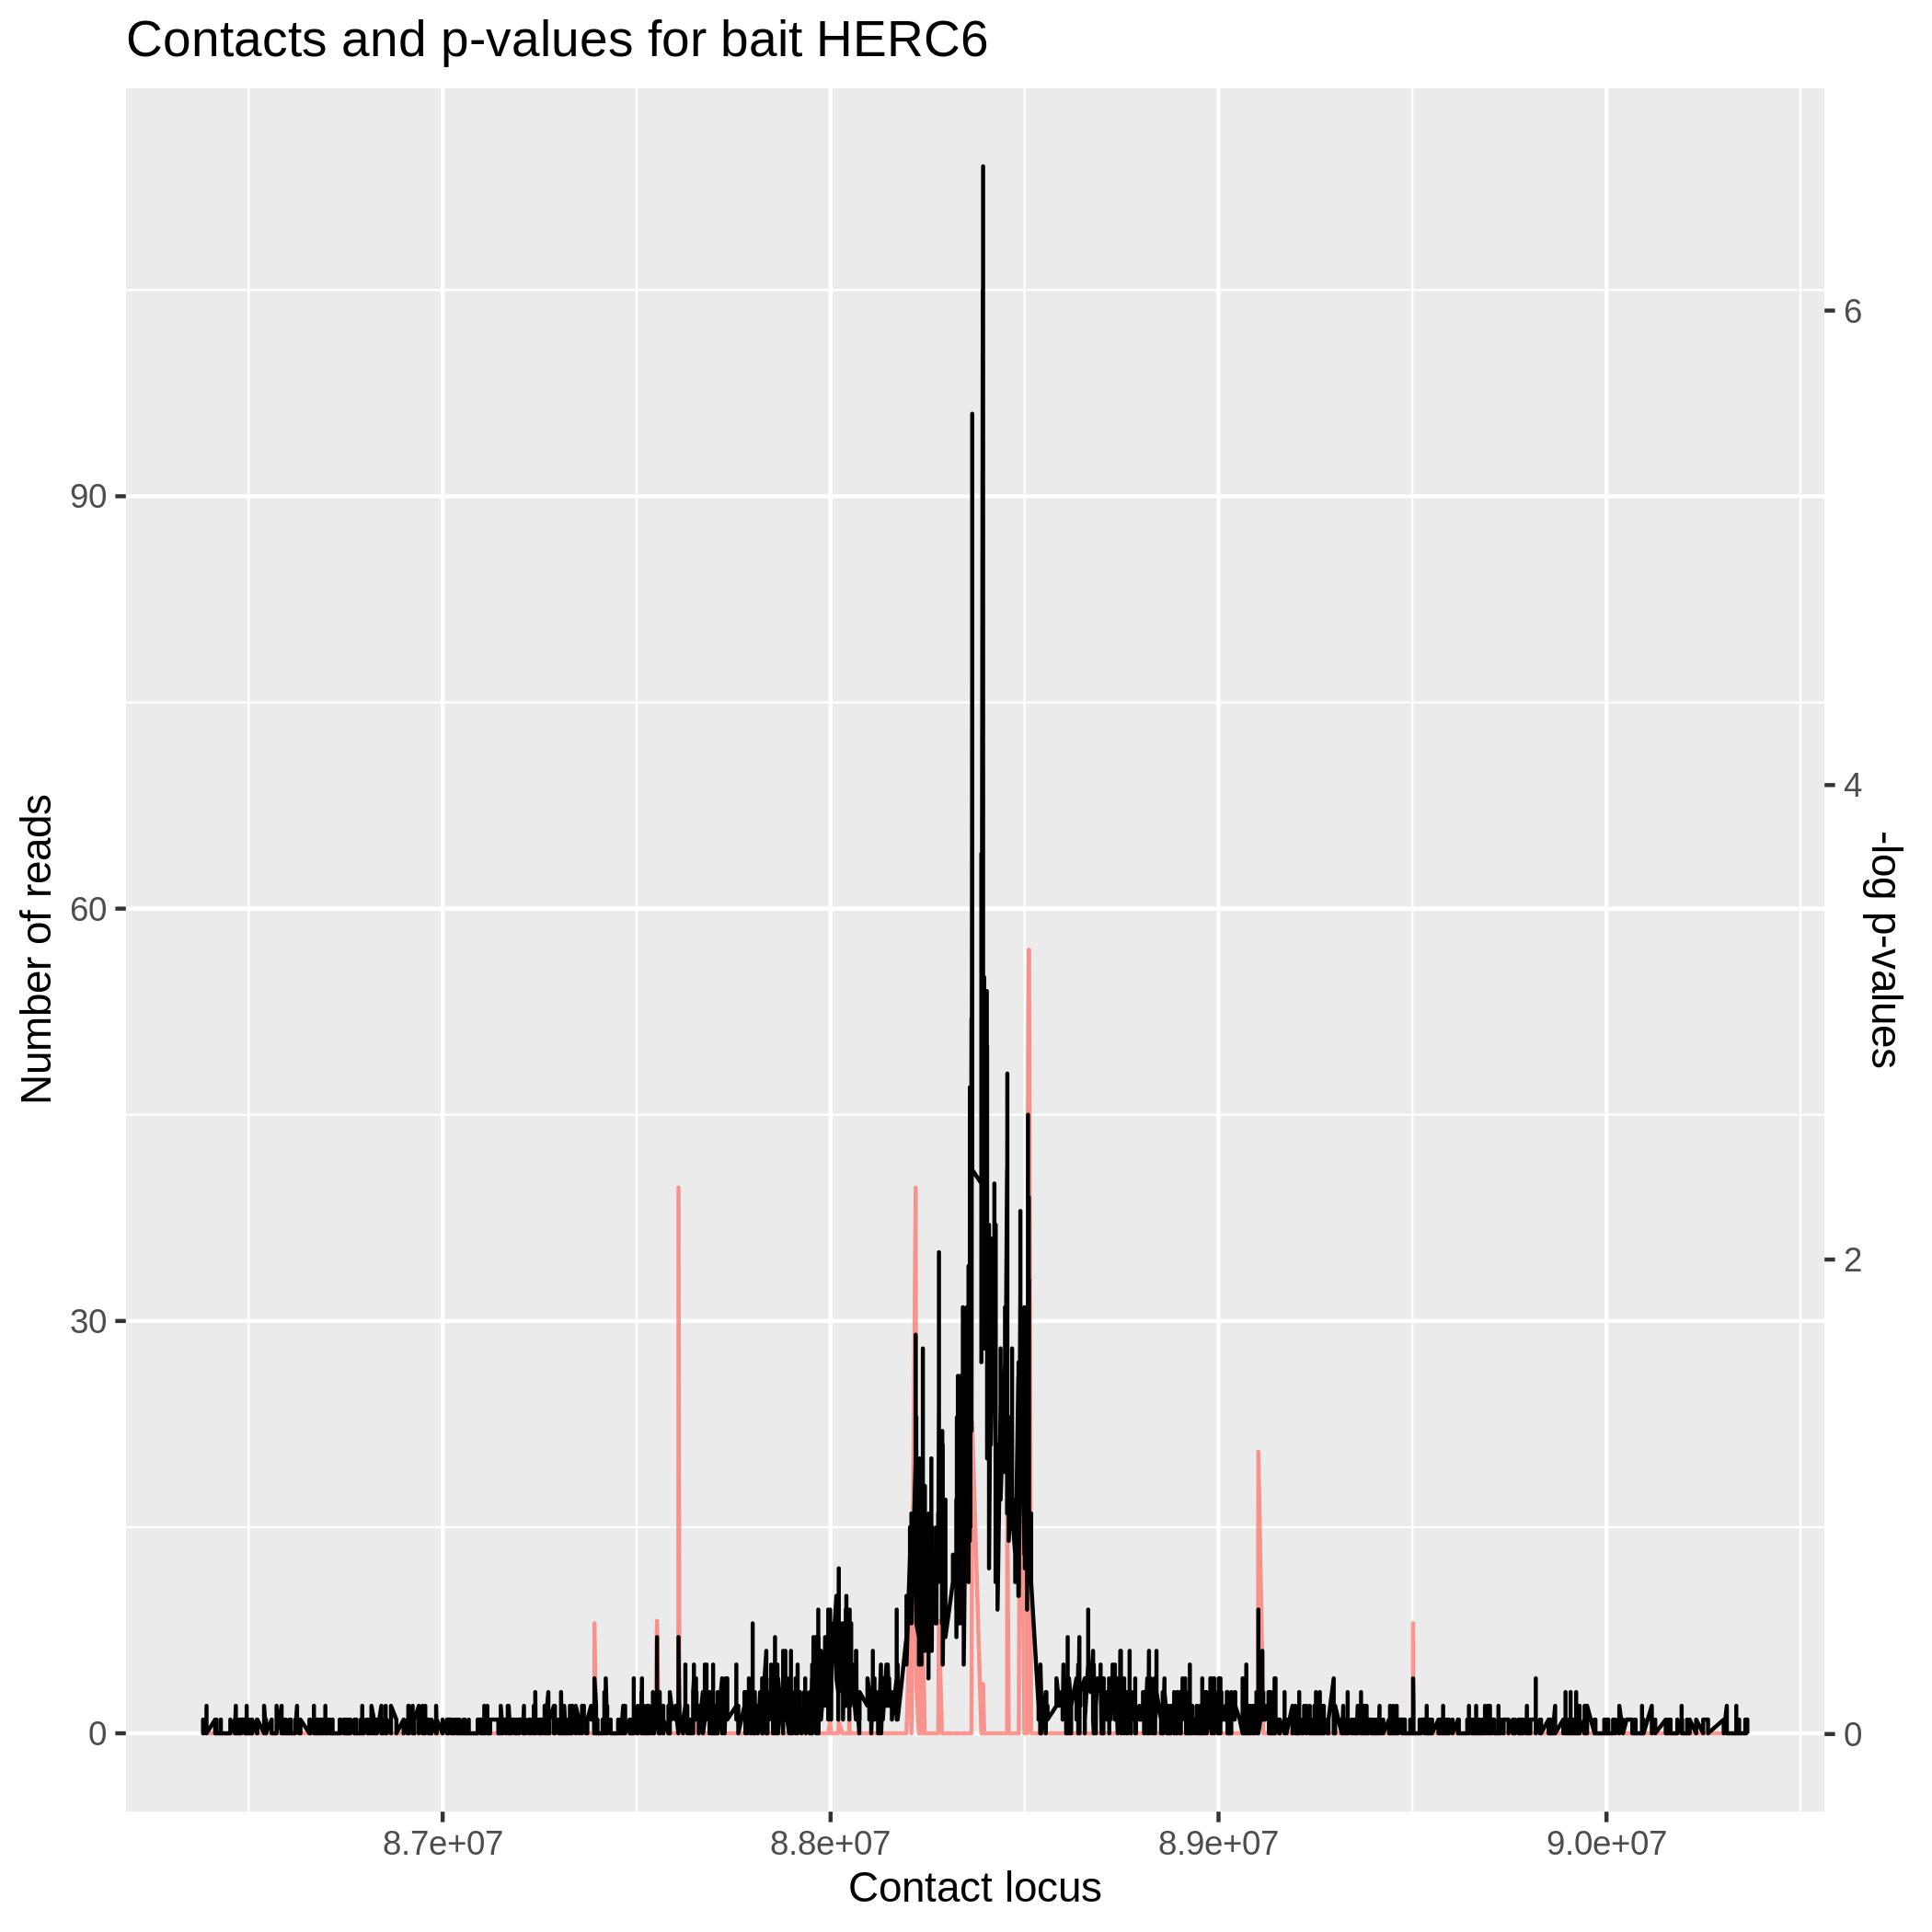 Contacts and p-values for bait HERC6
Number of reads
90
60
30
0
6
4
2
0
-log p-values
8.7e+07
8.8e+07
8.9e+07
9.0e+07
Contact locus